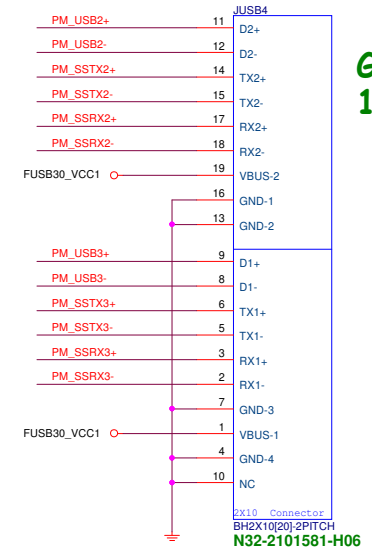 JUSB4
PM_USB2+ 11 D2+
PM_USB2- 12 D2-
PM_SSTX2+ 14 TX2+
PM_SSTX2- 15 TX2-
PM_SSRX2+ 17 RX2+
PM_SSRX2- 18 RX2-
FUSB30_VCC1 19 VBUS-2
16 GND-1
13 GND-2
PM_USB3+ 9 D1+
PM_USB3- 8 D1-
PM_SSTX3+ 6 TX1+
PM_SSTX3- 5 TX1-
PM_SSRX3+ 3 RX1+
PM_SSRX3- 2 RX1-
7 GND-3
FUSB30_VCC1 1 VBUS-1
4 GND-4
10 NC
2X10 Connector
BH2X10[20]-2PITCH
N32-2101581-H06
G
1